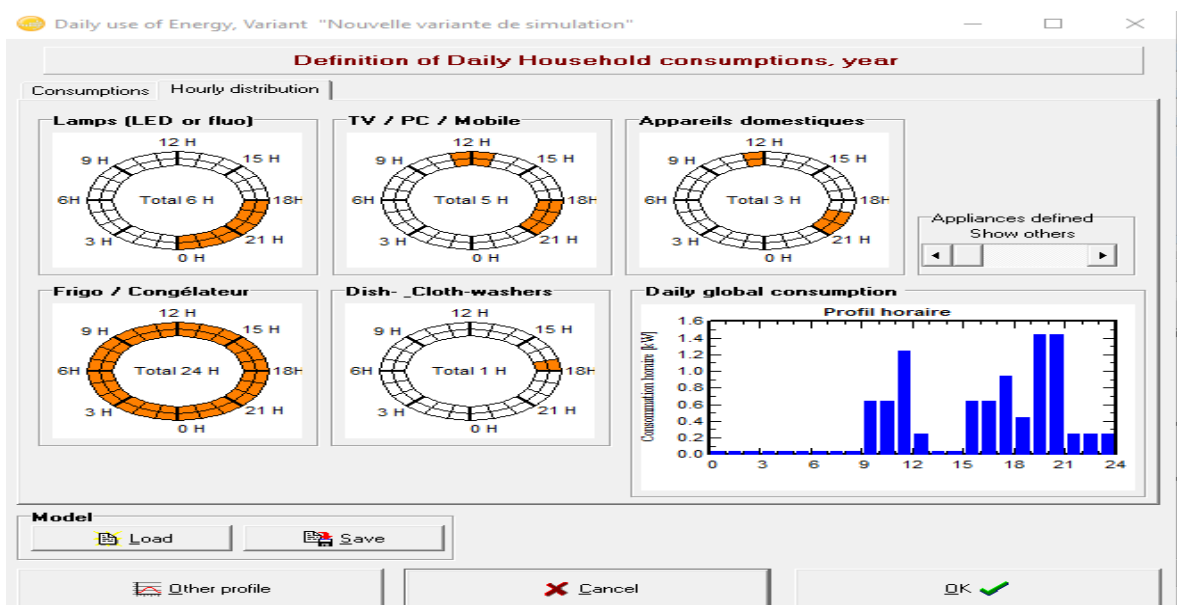 Daily use of Energy, Variant "Nouvelle variante de simulation"
Definition of Daily Household consumptions, year
Consumptions Hourly distribution
Lamps (LED or fluo)
12 H
9 H 15 H
6H Total 6 H 18H
3 H 21 H
0 H
TV / PC / Mobile
12 H
9 H 15 H
6H Total 5 H 18H
3 H 21 H
0 H
Appareils domestiques
12 H
9 H 15 H
6H Total 3 H 18H
3 H 21 H
0 H
Appliances defined
Show others
Frigo / Congélateur
12 H
9 H 15 H
6H Total 24 H 18H
3 H 21 H
0 H
Dish- _Cloth-washers
12 H
9 H 15 H
6H Total 1 H 18H
3 H 21 H
0 H
Daily global consumption
Profil horaire
Consommation horaire [kW]
1.6
1.4
1.2
1.0
0.8
0.6
0.4
0.2
0.0
0 3 6 9 12 15 18 21 24
Model
Load Save
Other profile Cancel OK